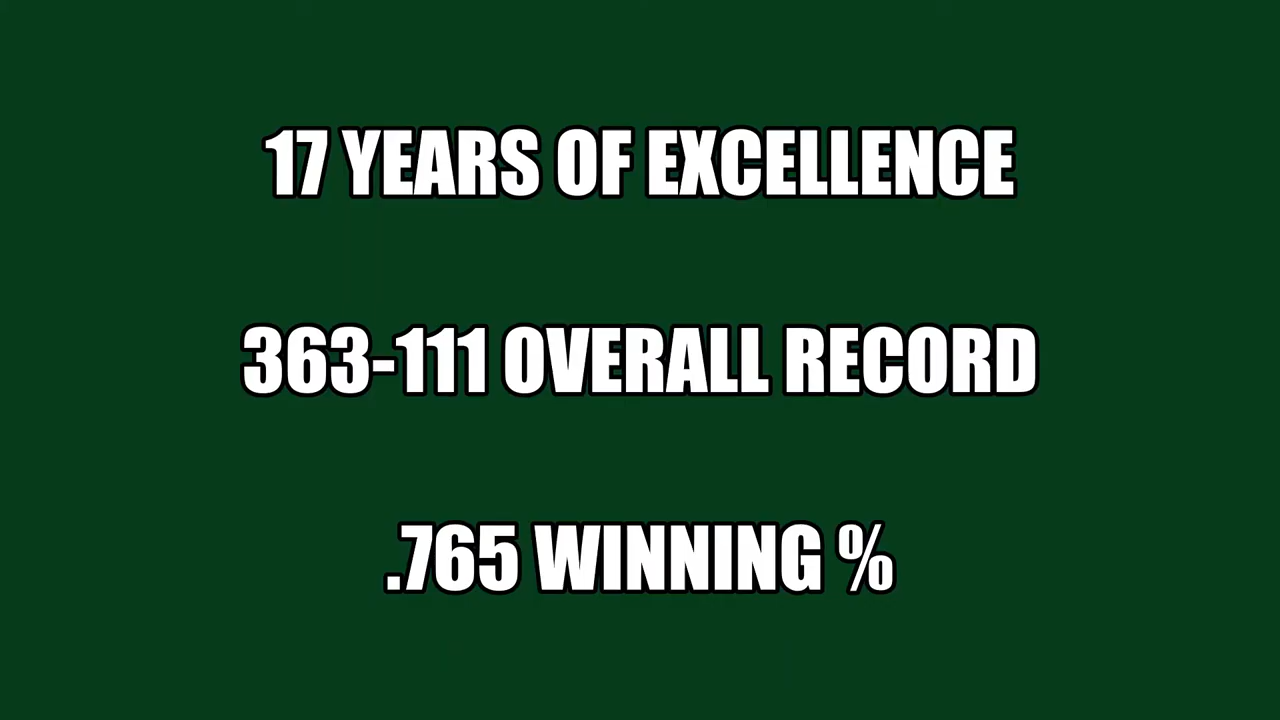 17 YEARS OF EXCELLENCE
363-111 OVERALL RECORD
.765 WINNING %